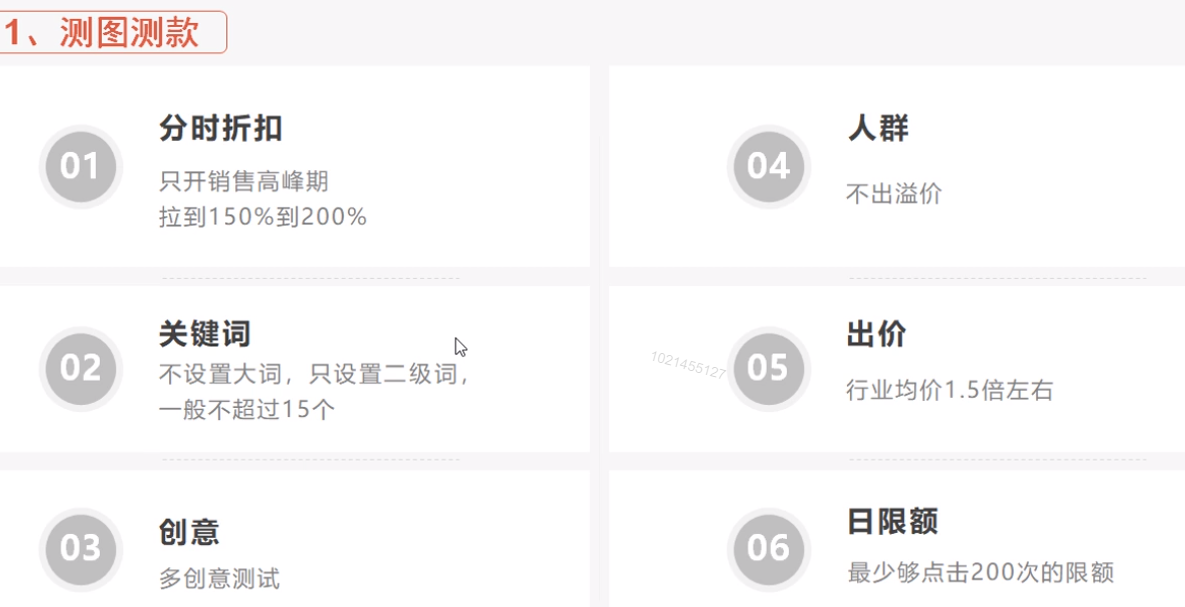 1、测图测款
01
分时折扣
只开销售高峰期
拉到150%到200%
04
人群
不出溢价
02
关键词
不设置大词，只设置二级词，
一般不超过15个
1021455127
05
出价
行业均价1.5倍左右
03
创意
多创意测试
06
日限额
最少够点击200次的限额